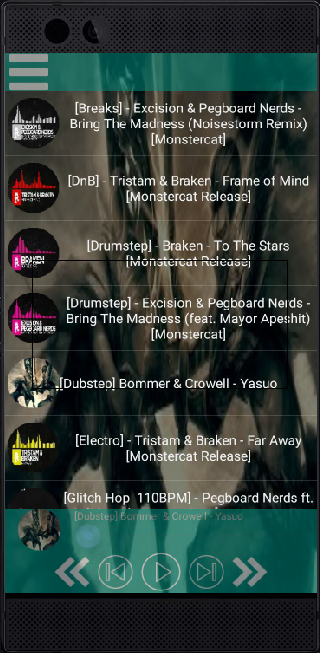 [Breaks] - Excision & Pegboard Nerds -
Bring The Madness (Noisestorm Remix)
[Monstercat]
[DnB] - Tristam & Braken - Frame of Mind
[Monstercat Release]
[Drumstep] - Braken - To The Stars
[Monstercat Release]
[Drumstep] - Excision & Pegboard Nerds -
Bring The Madness (feat. Mayor Apeshit)
[Monstercat]
[Dubstep] Bommer & Crowell - Yasuo
[Electro] - Tristam & Braken - Far Away
[Monstercat Release]
[Glitch Hop 110BPM] - Pegboard Nerds ft.
[Dubstep] Bommer & Crowell - Yasuo